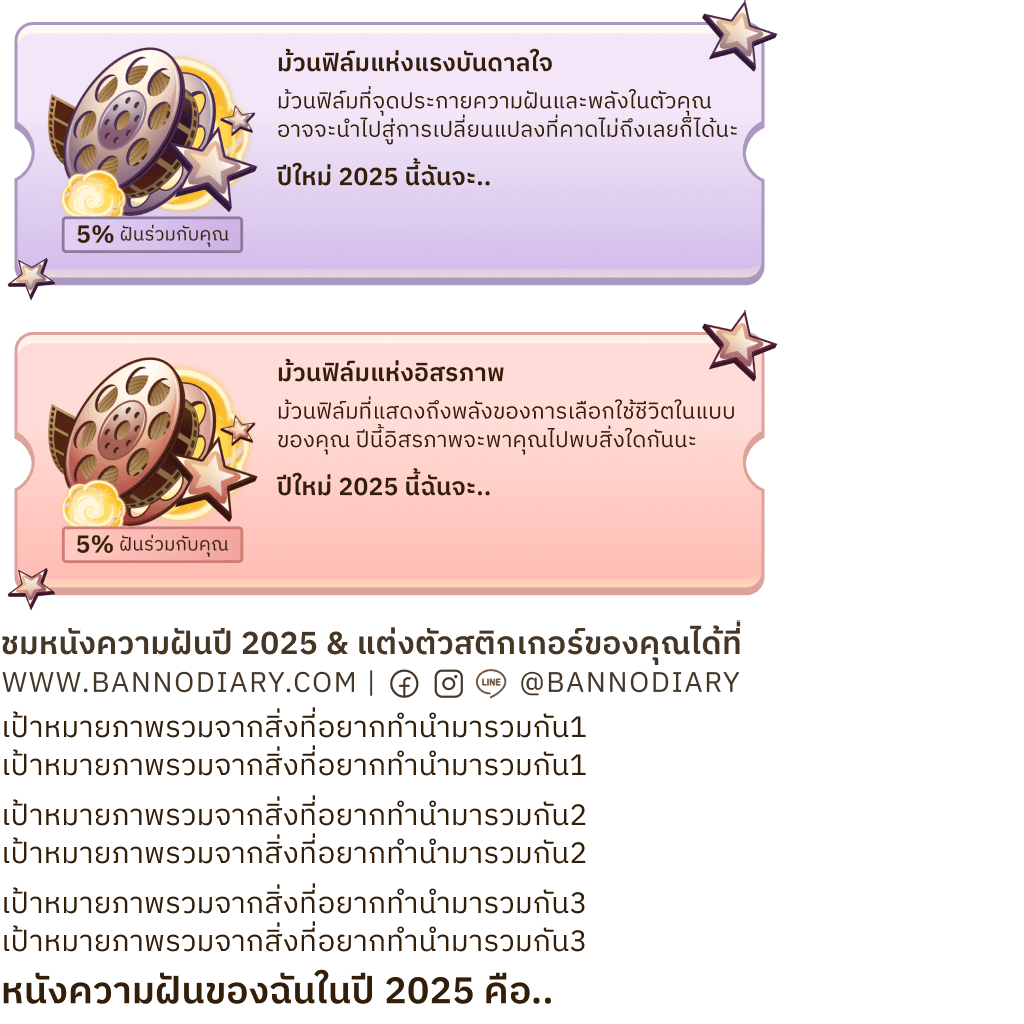 ม้วนฟิล์มแห่งแรงบันดาลใจ
ม้วนฟิล์มที่จุดประกายความฝันและพลังในตัวคุณ
อาจจะนำไปสู่การเปลี่ยนแปลงที่คาดไม่ถึงเลยก็ได้นะ
ปีใหม่ 2025 นี้ฉันจะ..
5% ฝันร่วมกับคุณ
ม้วนฟิล์มแห่งอิสรภาพ
ม้วนฟิล์มที่แสดงถึงพลังของการเลือกใช้ชีวิตในแบบ
ของคุณ ปีนี้อิสรภาพจะพาคุณไปพบสิ่งใดกันนะ
ปีใหม่ 2025 นี้ฉันจะ..
5% ฝันร่วมกับคุณ
ชมหนังความฝันปี 2025 & แต่งตัวสติกเกอร์ของคุณได้ที่
WWW.BANNODIARY.COM | LINE @BANNODIARY
เป้าหมายภาพรวมจากสิ่งที่อยากทำนำมารวมกัน1
เป้าหมายภาพรวมจากสิ่งที่อยากทำนำมารวมกัน1
เป้าหมายภาพรวมจากสิ่งที่อยากทำนำมารวมกัน2
เป้าหมายภาพรวมจากสิ่งที่อยากทำนำมารวมกัน2
เป้าหมายภาพรวมจากสิ่งที่อยากทำนำมารวมกัน3
เป้าหมายภาพรวมจากสิ่งที่อยากทำนำมารวมกัน3
หนังความฝันของฉันในปี 2025 คือ..